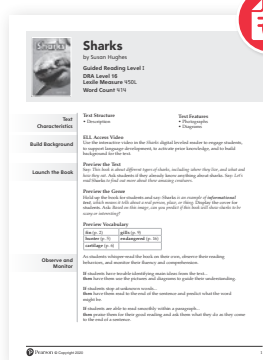 Sharks
Sharks
by Susan Hughes
Guided Reading Level I
DRA Level 16
Lexile Measure 450L
Word Count 474
Text
Characteristics
Text Structure
• Description
Text Features
• Photographs
• Diagrams
Build Background
ELL Access Video
Use the interactive video in the Sharks digital leveled reader to engage students,
to support language development, to activate prior knowledge, and to build
background for the text.
Launch the Book
Preview the Text
Say: This book is about different types of sharks, including where they live, and what and
how they eat. Ask students if they already know anything about sharks. Say: Let's
read Sharks to find out more about these amazing creatures.
Preview the Genre
Hold up the book for students and say: Sharks is an example of informational
text, which means it tells about a real person, place, or thing. Display the cover for
students. Ask: Based on this image, can you predict if this book will show sharks to be
scary or interesting?
Preview Vocabulary
fin (p. 2) gills (p. 9)
hunter (p. 5) endangered (p. 16)
cartilage (p. 6)
Observe and
Monitor
As students whisper-read the book on their own, observe their reading
behaviors, and monitor their fluency and comprehension.
If students have trouble identifying main ideas from the text...
then have them use the pictures and diagrams to guide their understanding.
If students stop at unknown words...
then have them read to the end of the sentence and predict what the word
might be.
If students are able to read smoothly within a paragraph...
then praise them for their good reading and ask them what they do as they come
to the end of a sentence.
Pearson © Copyright 2020